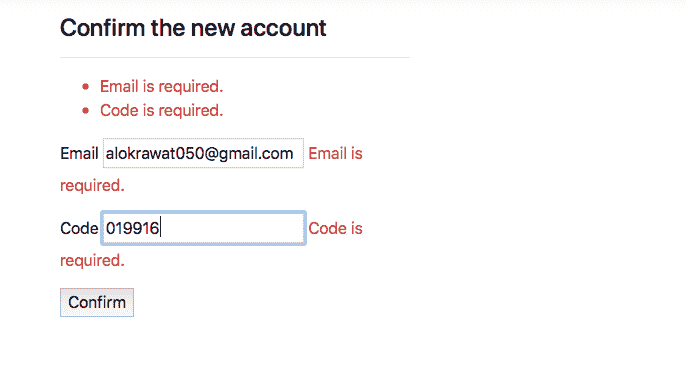 Confirm the new account
Email is required.
Code is required.
Email alokrawat050@gmail.com Email is
required.
Code 019916 Code is
required.
Confirm